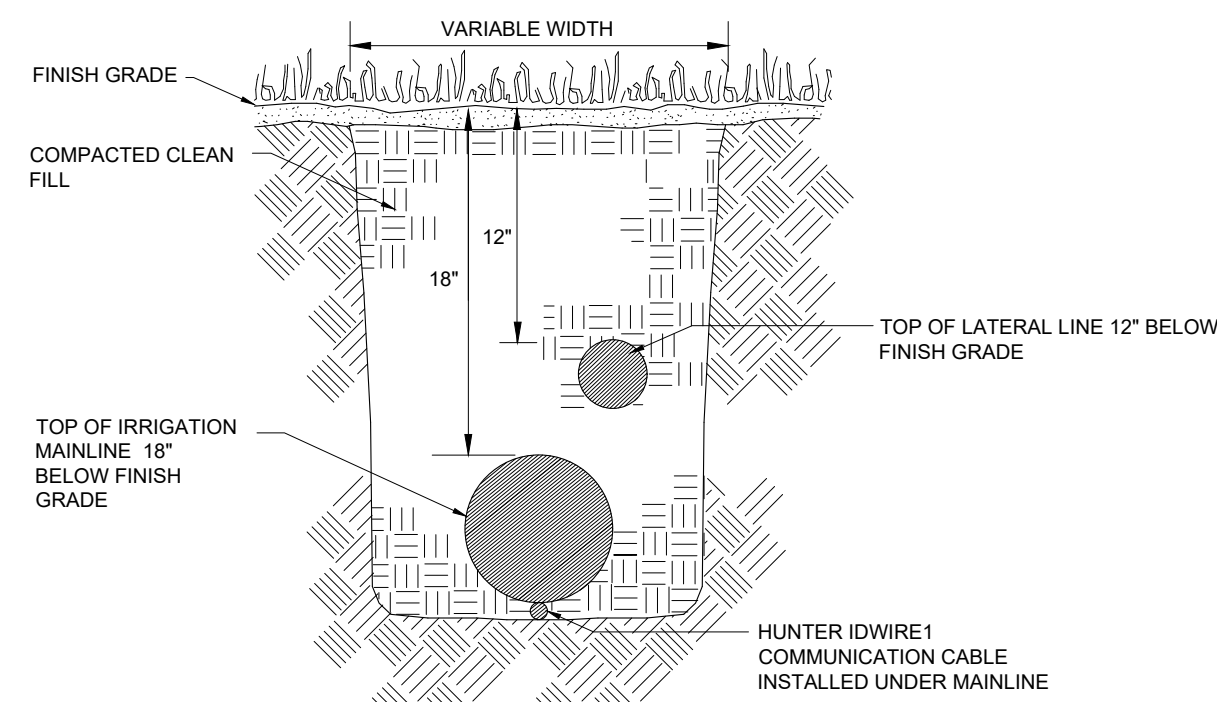 VARIABLE WIDTH
FINISH GRADE
COMPACTED CLEAN
FILL
12"
18"
TOP OF LATERAL LINE 12" BELOW
FINISH GRADE
TOP OF IRRIGATION
MAINLINE 18"
BELOW FINISH
GRADE
HUNTER IDWIRE1
COMMUNICATION CABLE
INSTALLED UNDER MAINLINE